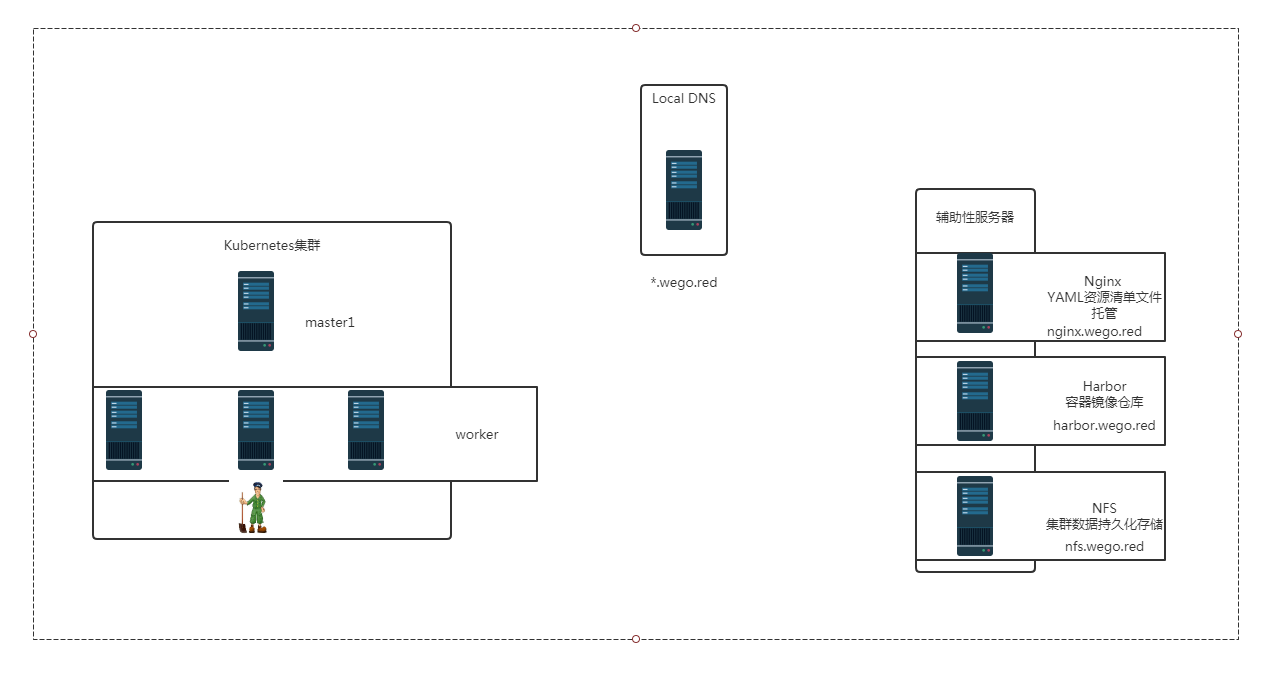 Local DNS
*.wego.red
Kubernetes集群
master1
worker
辅助性服务器
Nginx
YAML资源清单文件
托管
nginx.wego.red
Harbor
容器镜像仓库
harbor.wego.red
NFS
集群数据持久化存储
nfs.wego.red